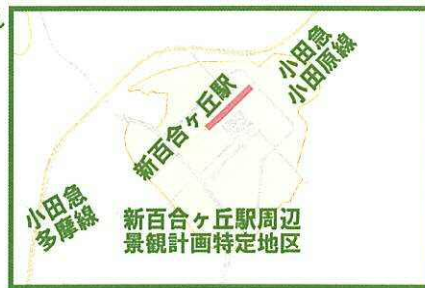 小田急
小田原線
新百合ヶ丘駅
小田急
多摩線
新百合ヶ丘駅周辺
景観計画特定地区